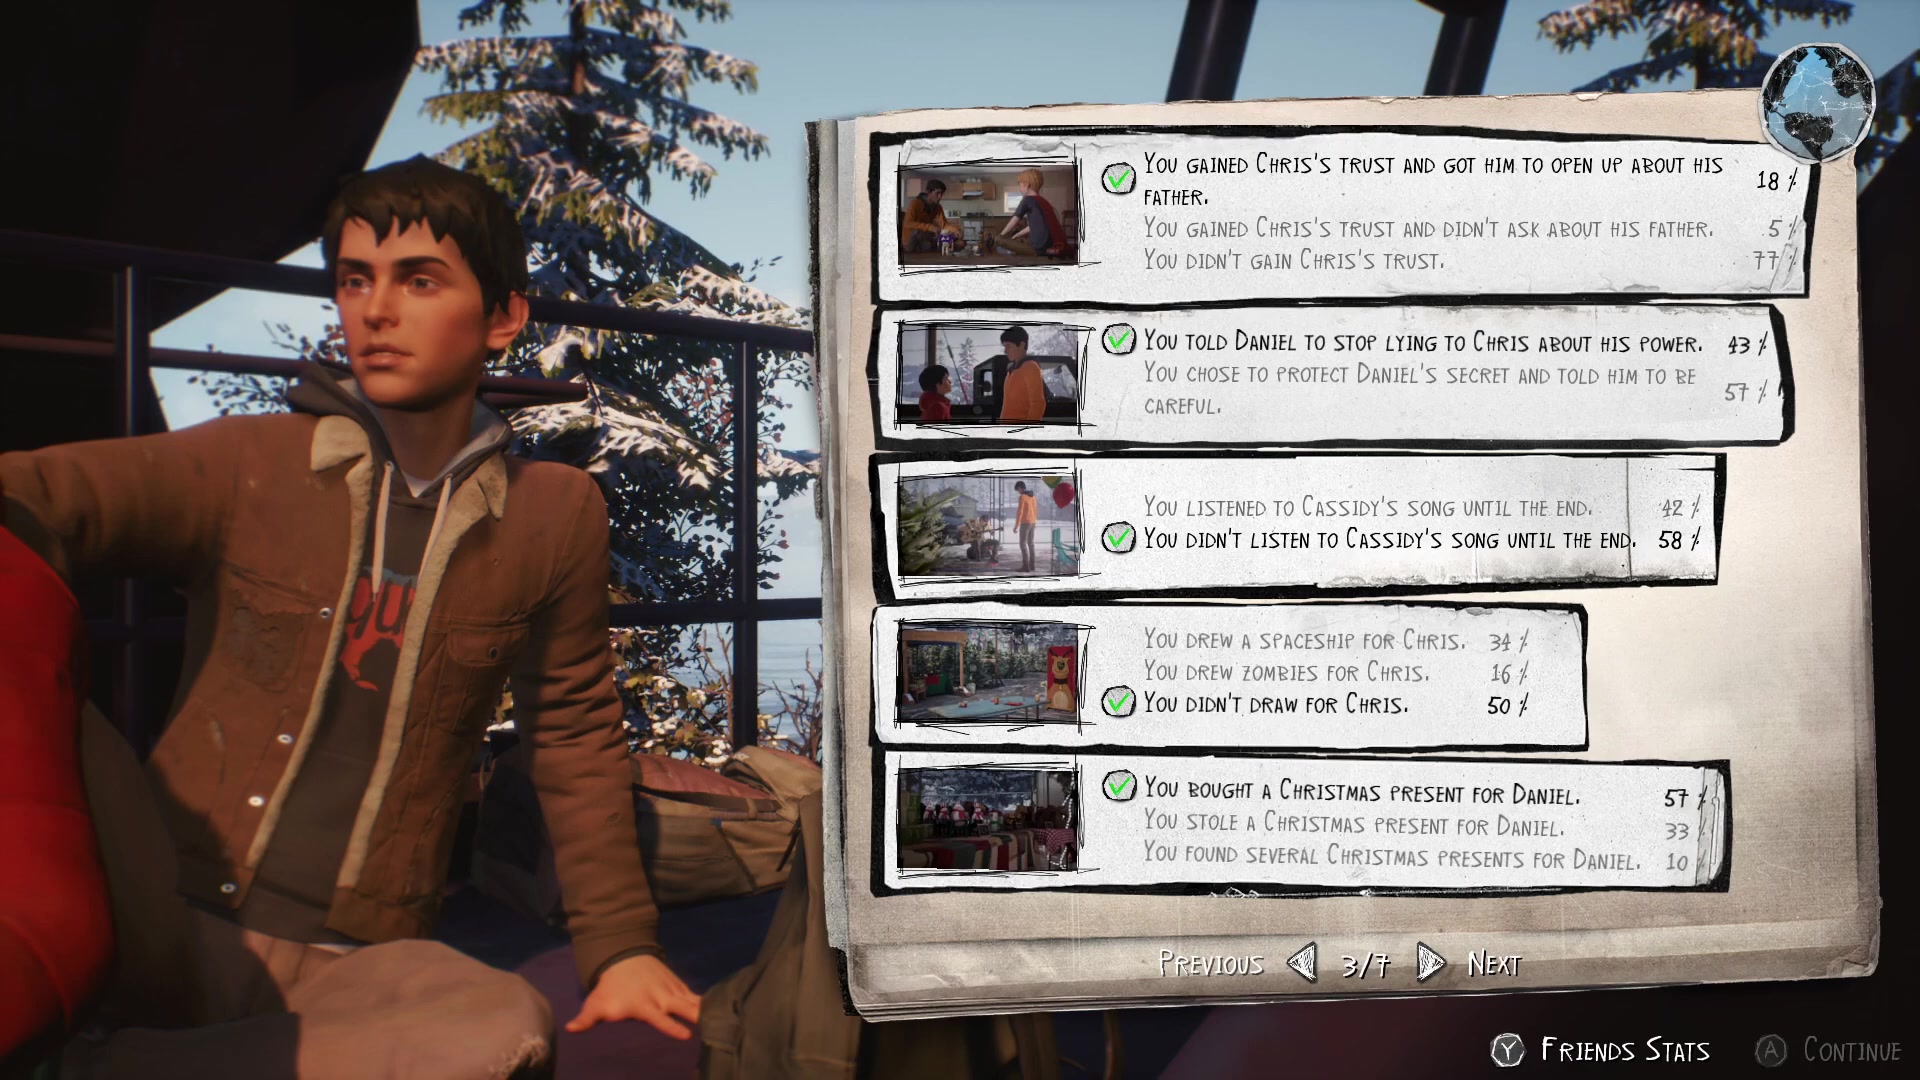 You gained Chris's trust and got him to open up about his
father.
18 %
You gained Chris's trust and didn't ask about his father. 5 %
You didn't gain Chris's trust. 77 %
You told Daniel to stop lying to Chris about his power. 43 %
You chose to protect Daniel's secret and told him to be
careful.
57 %
You listened to Cassidy's song until the end. 42 %
You didn't listen to Cassidy's song until the end. 58 %
You drew a spaceship for Chris. 34 %
You drew zombies for Chris. 16 %
You didn't draw for Chris. 50 %
You bought a Christmas present for Daniel. 57 %
You stole a Christmas present for Daniel. 33 %
You found several Christmas presents for Daniel. 10 %
Previous 3/7 Next
Y Friends Stats A Continue